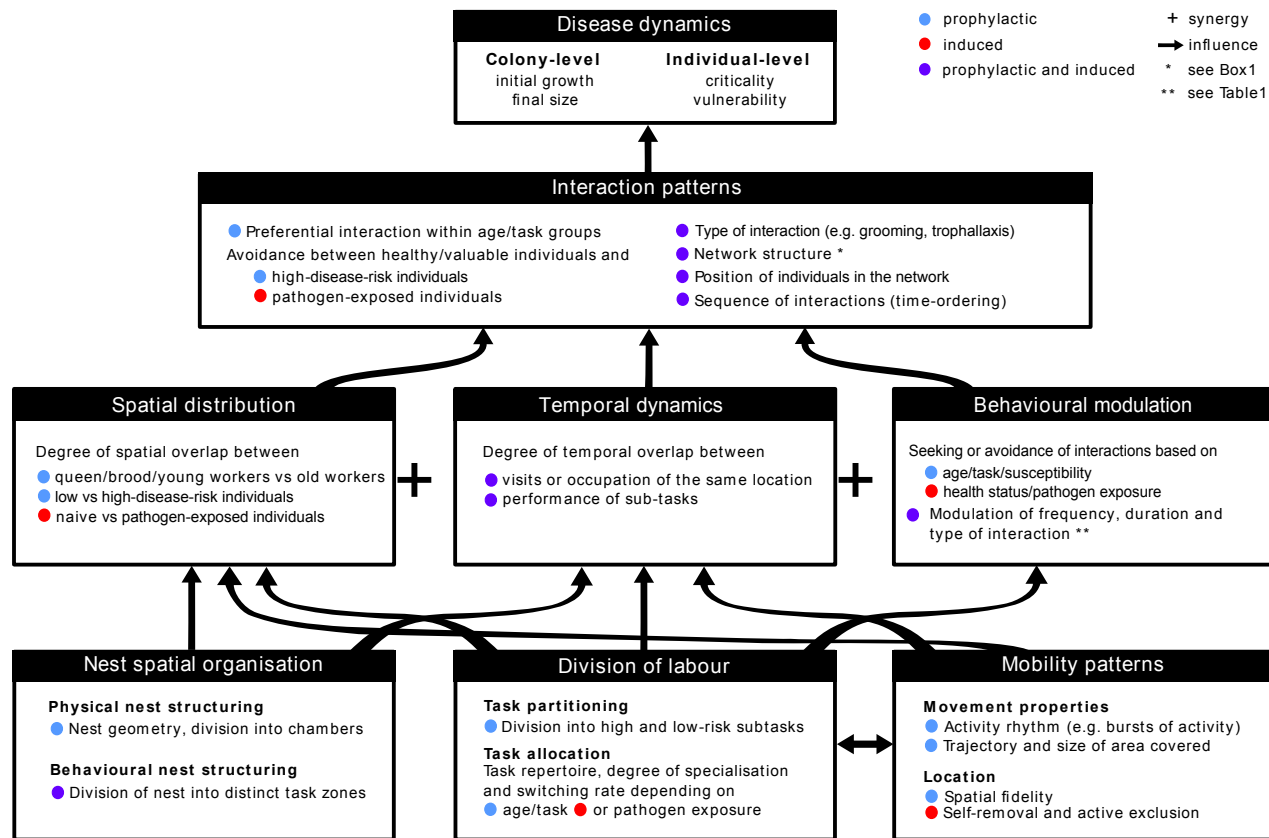 Disease dynamics
Colony-level
initial growth
final size
Individual-level
criticality
vulnerability
prophylactic
induced
prophylactic and induced
+ synergy
influence
* see Box1
** see Table1
Interaction patterns
Preferential interaction within age/task groups
Avoidance between healthy/valuable individuals and
high-disease-risk individuals
pathogen-exposed individuals
Type of interaction (e.g. grooming, trophallaxis)
Network structure *
Position of individuals in the network
Sequence of interactions (time-ordering)
Spatial distribution
Degree of spatial overlap between
queen/brood/young workers vs old workers
low vs high-disease-risk individuals
naive vs pathogen-exposed individuals
+
Temporal dynamics
Degree of temporal overlap between
visits or occupation of the same location
performance of sub-tasks
+
Behavioural modulation
Seeking or avoidance of interactions based on
age/task/susceptibility
health status/pathogen exposure
Modulation of frequency, duration and
type of interaction **
Nest spatial organisation
Physical nest structuring
Nest geometry, division into chambers
Behavioural nest structuring
Division of nest into distinct task zones
Division of labour
Task partitioning
Division into high and low-risk subtasks
Task allocation
Task repertoire, degree of specialisation
and switching rate depending on
age/task or pathogen exposure
Mobility patterns
Movement properties
Activity rhythm (e.g. bursts of activity)
Trajectory and size of area covered
Location
Spatial fidelity
Self-removal and active exclusion